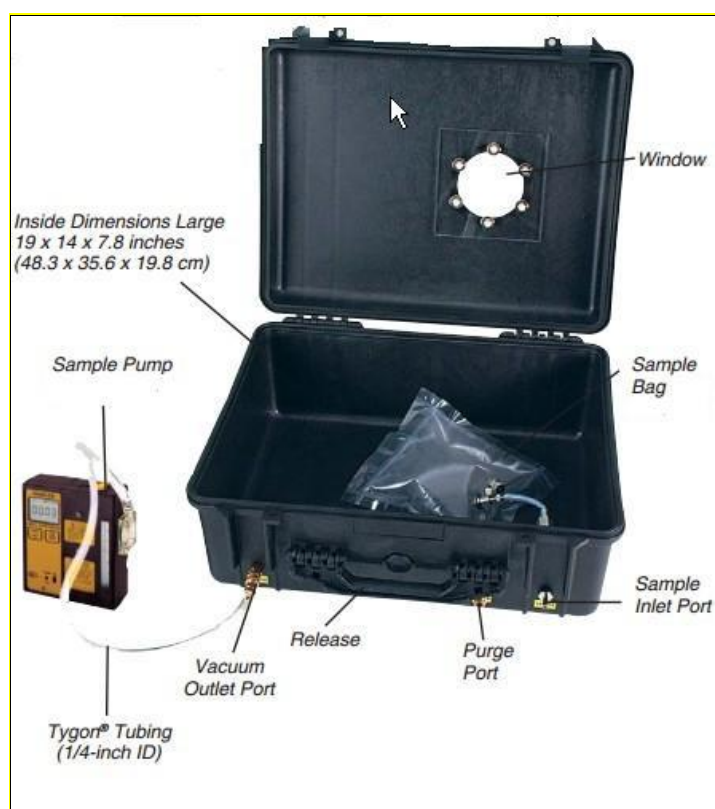 Window
Inside Dimensions Large
19 x 14 x 7.8 inches
(48.3 x 35.6 x 19.8 cm)
Sample Pump
Sample
Bag
Sample
Inlet Port
Release
Purge
Port
Vacuum
Outlet Port
Tygon® Tubing
(1/4-inch ID)